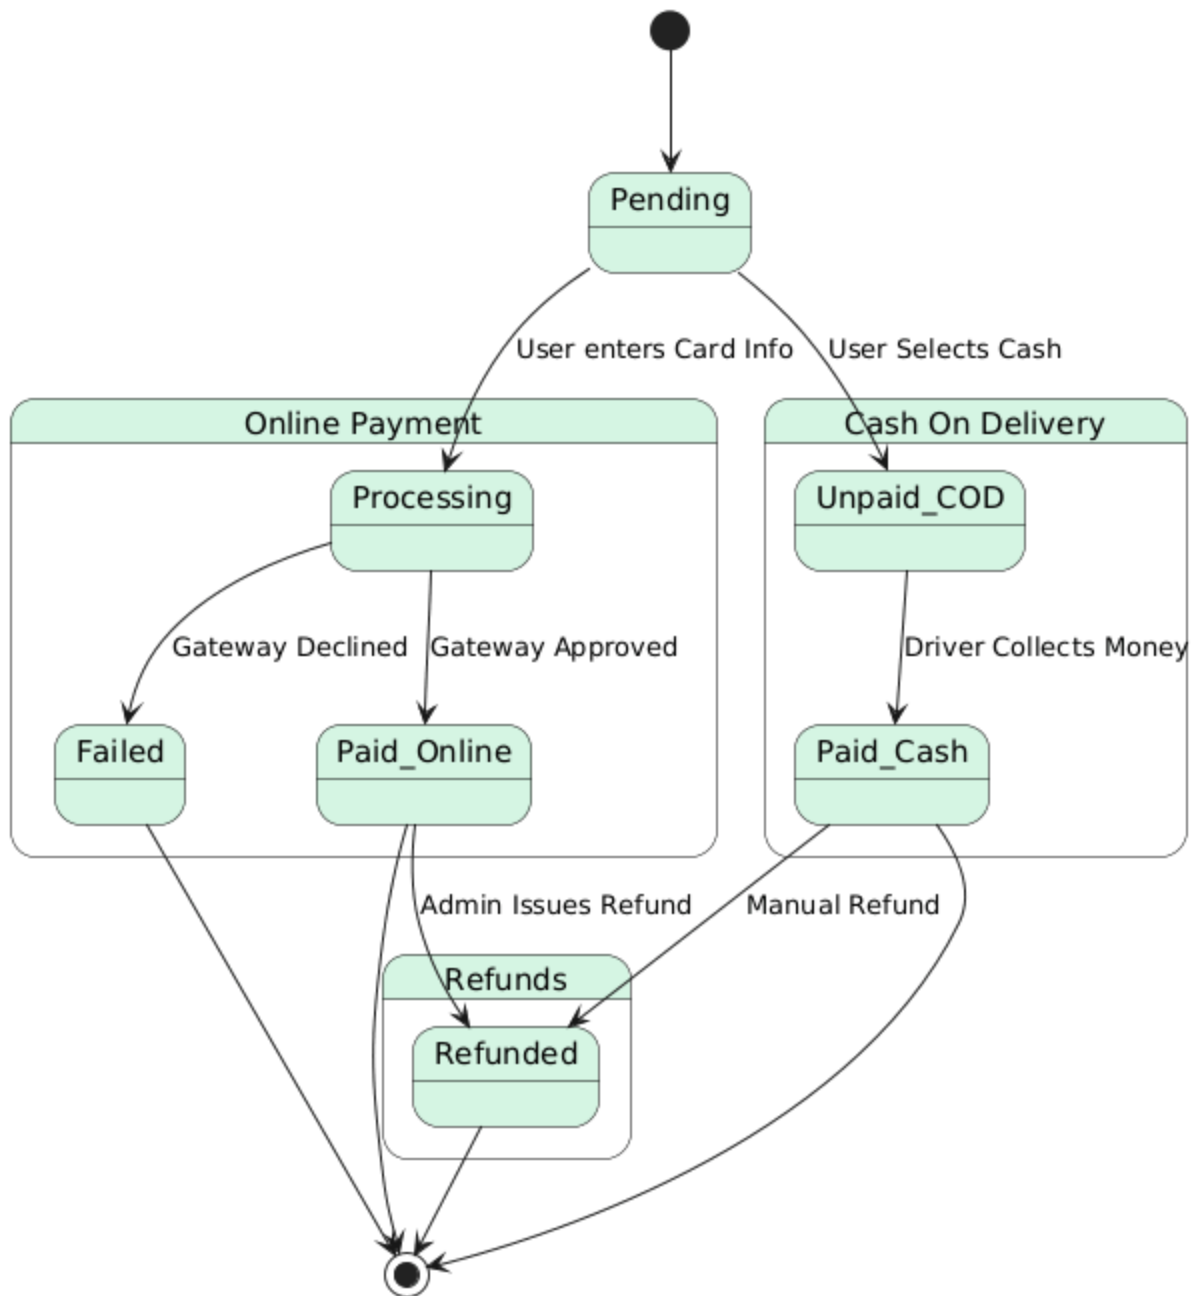 Pending
User enters Card Info
User Selects Cash
Online Payment
Cash On Delivery
Processing
Unpaid_COD
Gateway Declined
Gateway Approved
Driver Collects Money
Failed
Paid_Online
Paid_Cash
Admin Issues Refund
Manual Refund
Refunds
Refunded